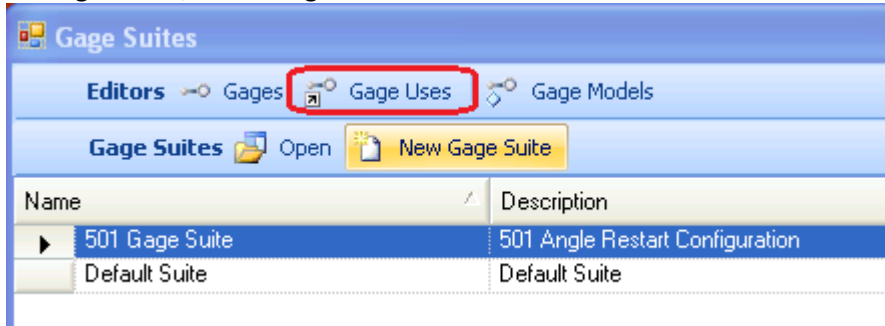 Gage Suites
Editors Gages Gage Uses Gage Models
Gage Suites Open New Gage Suite
Name Description
501 Gage Suite 501 Angle Restart Configuration
Default Suite Default Suite